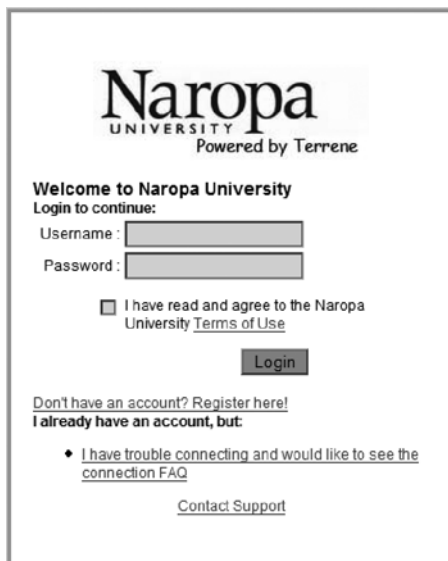 Naropa
UNIVERSITY
Powered by Terrene
Welcome to Naropa University
Login to continue:
Username :
Password :
I have read and agree to the Naropa
University Terms of Use
Login
Don't have an account? Register here!
I already have an account, but:
I have trouble connecting and would like to see the
connection FAQ
Contact Support